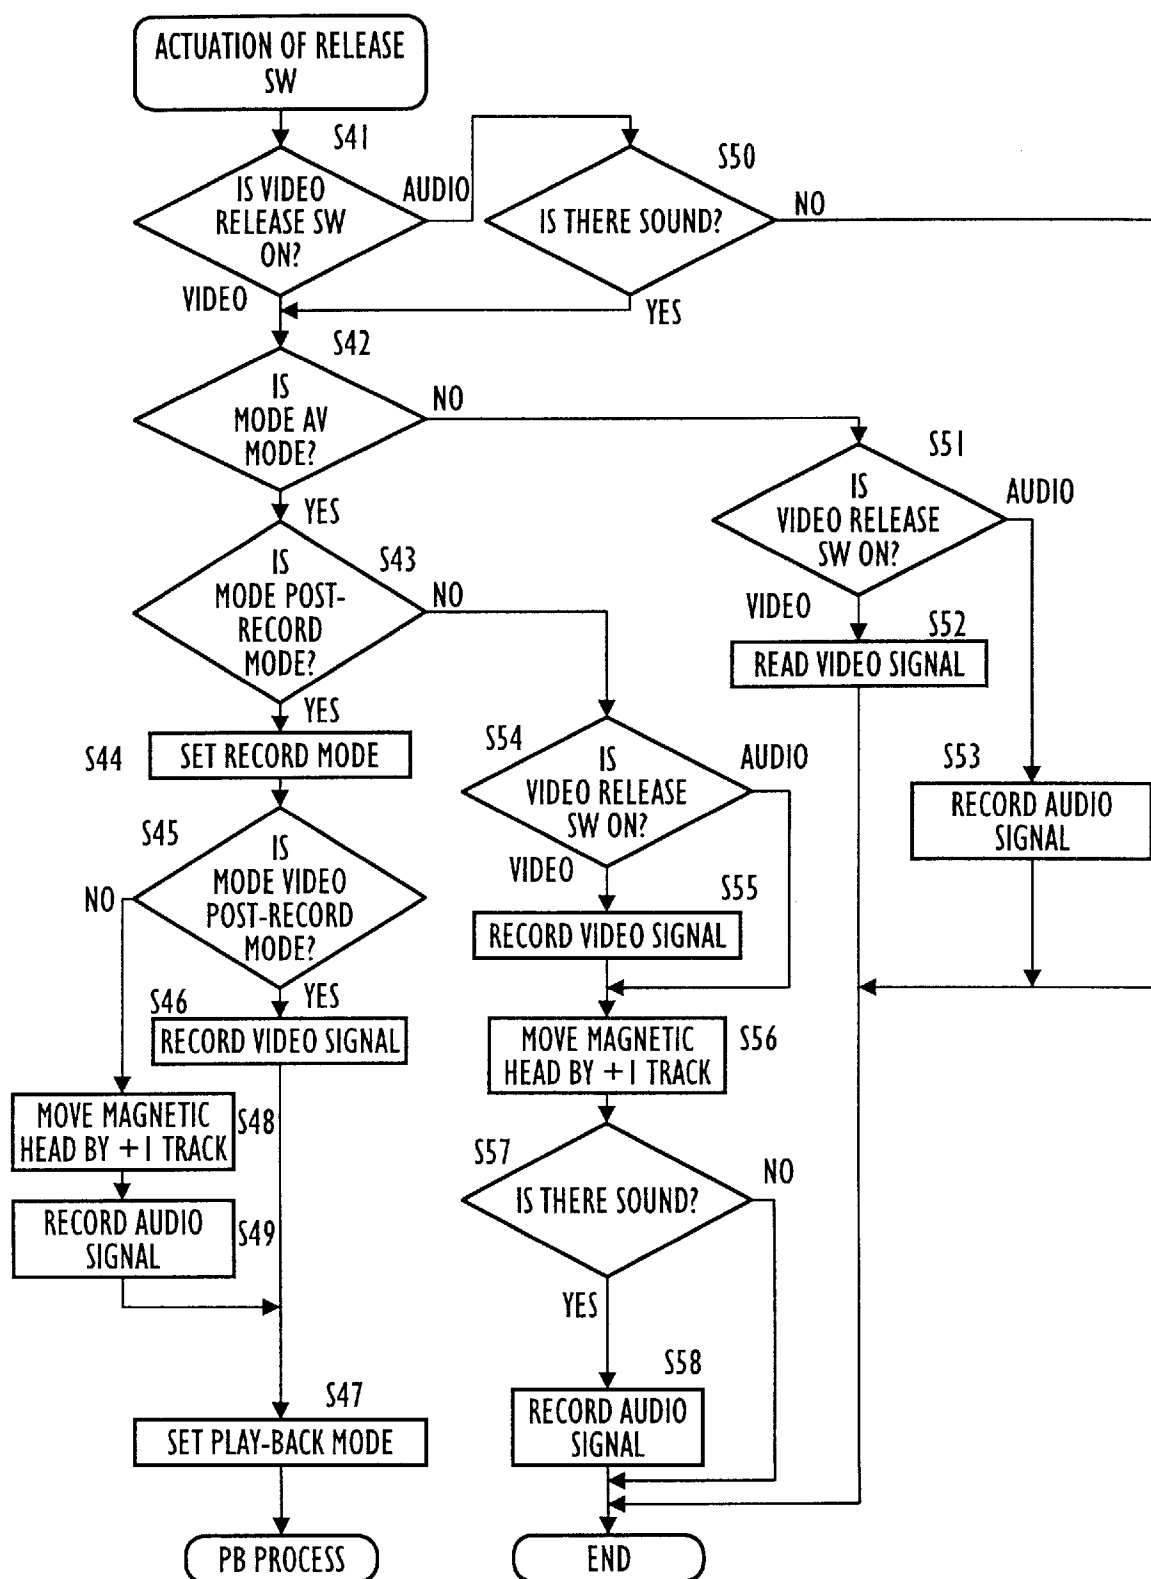 ACTUATION OF RELEASE
SW
S41
IS VIDEO
RELEASE SW
ON?
AUDIO
VIDEO
S50
IS THERE SOUND?
NO
YES
S42
IS
MODE AV
MODE?
NO
YES
S51
IS
VIDEO RELEASE
SW ON?
AUDIO
VIDEO
S43
IS
MODE POST-
RECORD
MODE?
NO
YES
S52
READ VIDEO SIGNAL
S44
SET RECORD MODE
S54
IS
VIDEO RELEASE
SW ON?
AUDIO
VIDEO
S53
RECORD AUDIO
SIGNAL
S45
IS
MODE VIDEO
POST-RECORD
MODE?
NO
YES
S55
RECORD VIDEO SIGNAL
S46
RECORD VIDEO SIGNAL
S56
MOVE MAGNETIC
HEAD BY +1 TRACK
S48
MOVE MAGNETIC
HEAD BY +1 TRACK
S57
IS THERE SOUND?
NO
YES
S49
RECORD AUDIO
SIGNAL
S58
RECORD AUDIO
SIGNAL
S47
SET PLAY-BACK MODE
PB PROCESS
END